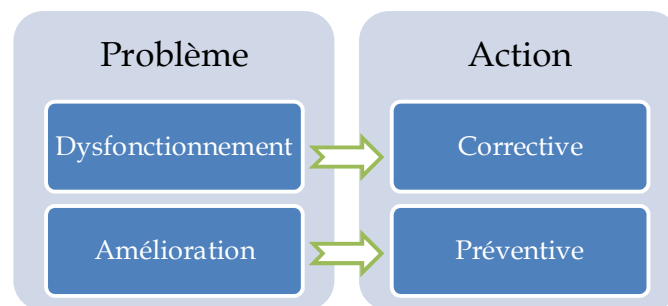 Problème
Action
Dysfonctionnement
Corrective
Amélioration
Préventive